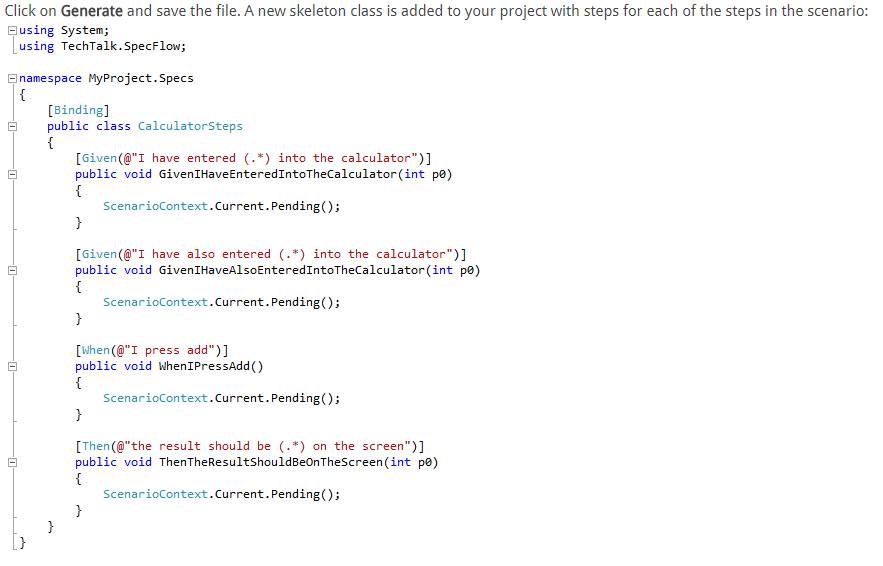 Click on Generate and save the file. A new skeleton class is added to your project with steps for each of the steps in the scenario:
using System;
using TechTalk.SpecFlow;
namespace MyProject.Specs
{
[Binding]
public class CalculatorSteps
{
[Given(@"I have entered (.*) into the calculator")]
public void GivenIHaveEnteredIntoTheCalculator(int p0)
{
ScenarioContext.Current.Pending();
}
[Given(@"I have also entered (.*) into the calculator")]
public void GivenIHaveAlsoEnteredIntoTheCalculator(int p0)
{
ScenarioContext.Current.Pending();
}
[When(@"I press add")]
public void WhenIPressAdd()
{
ScenarioContext.Current.Pending();
}
[Then(@"the result should be (.*) on the screen")]
public void ThenTheResultShouldBeOnTheScreen(int p0)
{
ScenarioContext.Current.Pending();
}
}
}